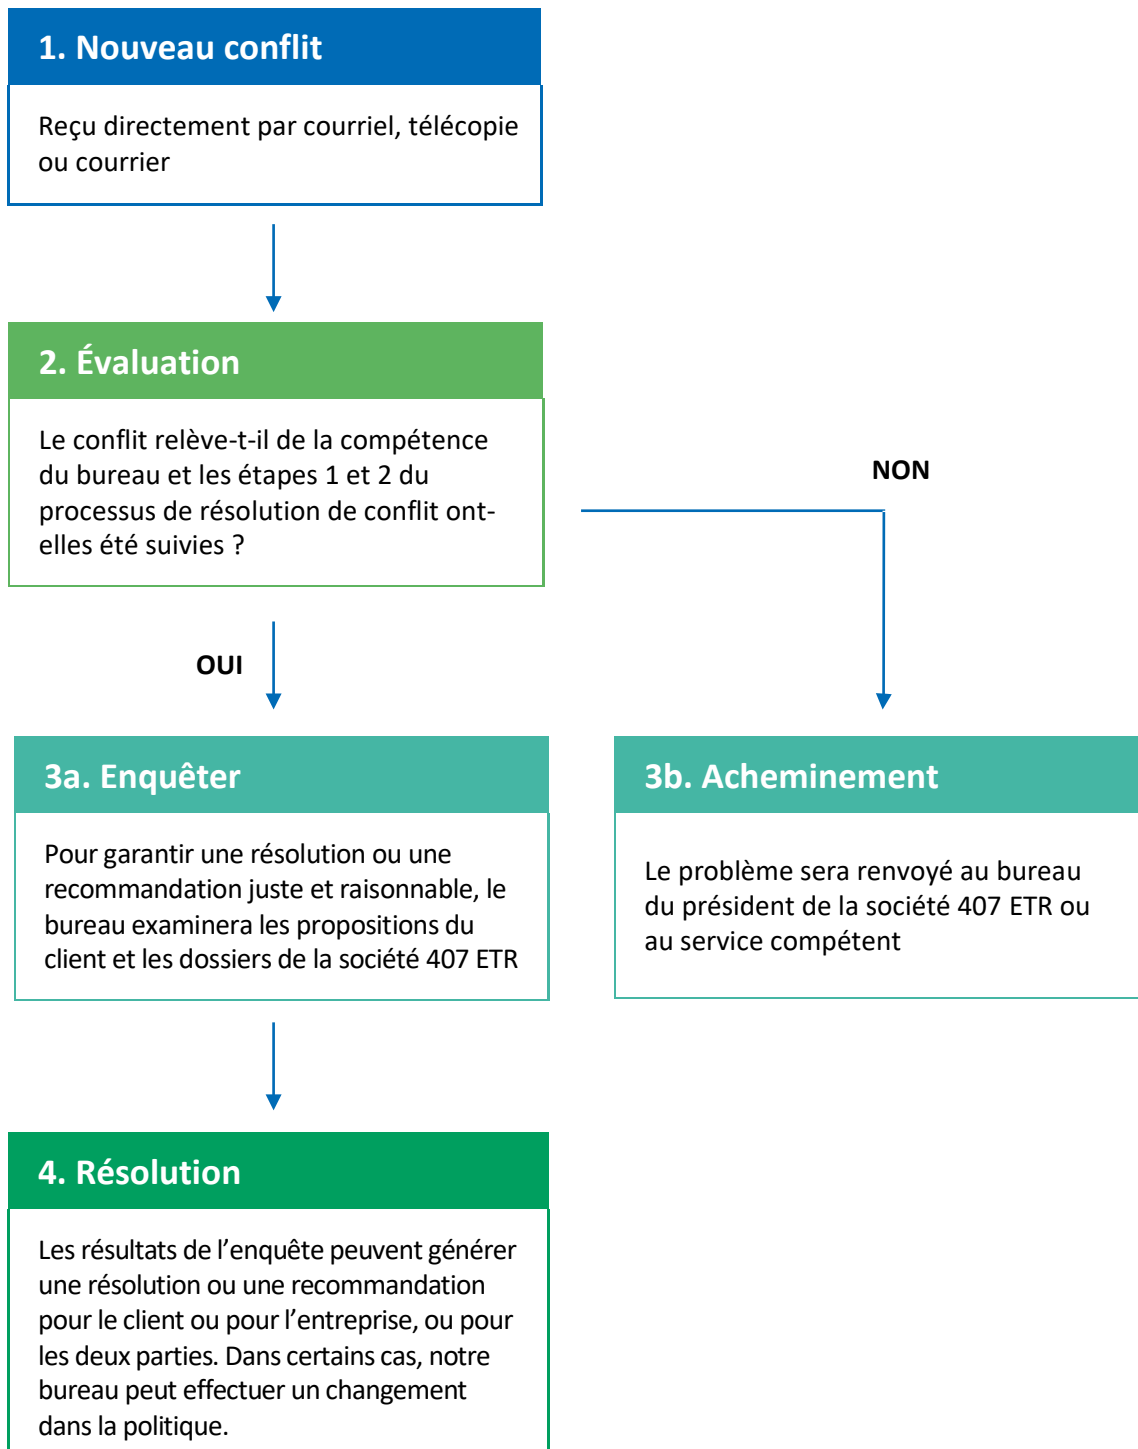 1. Nouveau conflit
Reçu directement par courriel, télécopie
ou courrier
2. Évaluation
Le conflit relève-t-il de la compétence
du bureau et les étapes 1 et 2 du
processus de résolution de conflit ont-
elles été suivies ?
NON
OUI
3a. Enquêter
Pour garantir une résolution ou une
recommandation juste et raisonnable, le
bureau examinera les propositions du
client et les dossiers de la société 407 ETR
3b. Acheminement
Le problème sera renvoyé au bureau
du président de la société 407 ETR ou
au service compétent
4. Résolution
Les résultats de l’enquête peuvent générer
une résolution ou une recommandation
pour le client ou pour l’entreprise, ou pour
les deux parties. Dans certains cas, notre
bureau peut effectuer un changement
dans la politique.